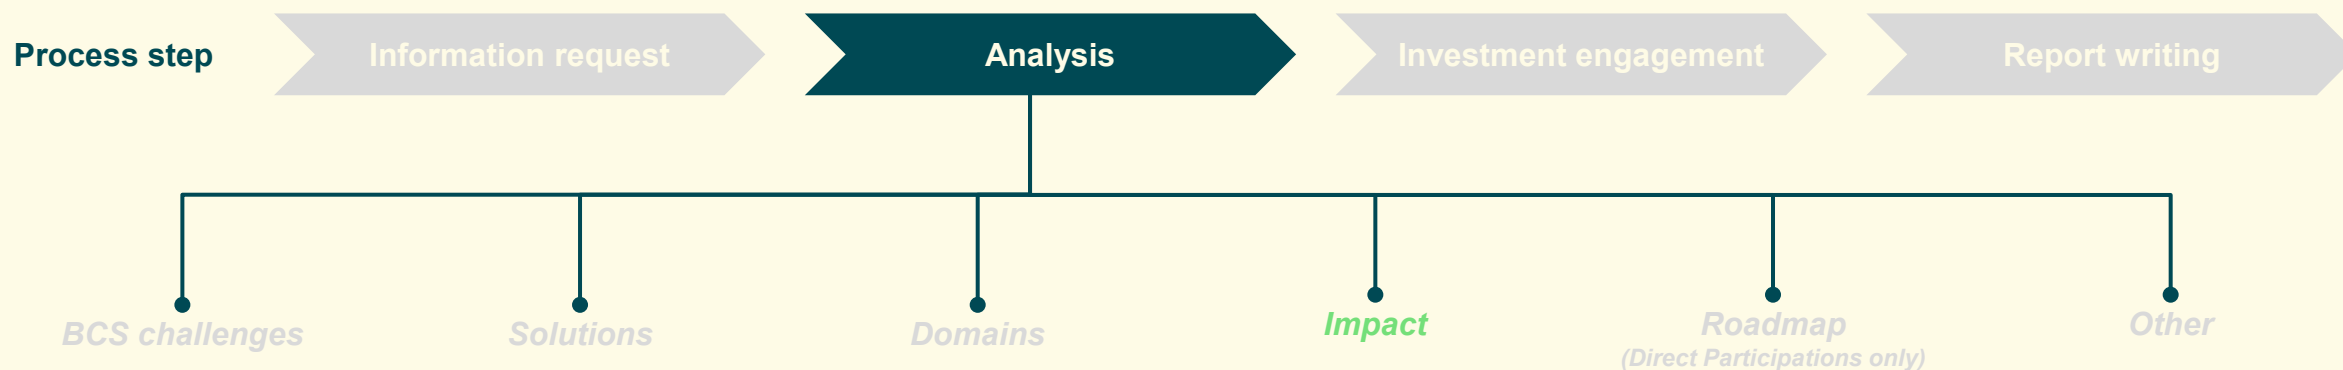 Process step
Information request
Analysis
Investment engagement
Report writing
BCS challenges
Solutions
Domains
Impact
Roadmap
(Direct Participations only)
Other